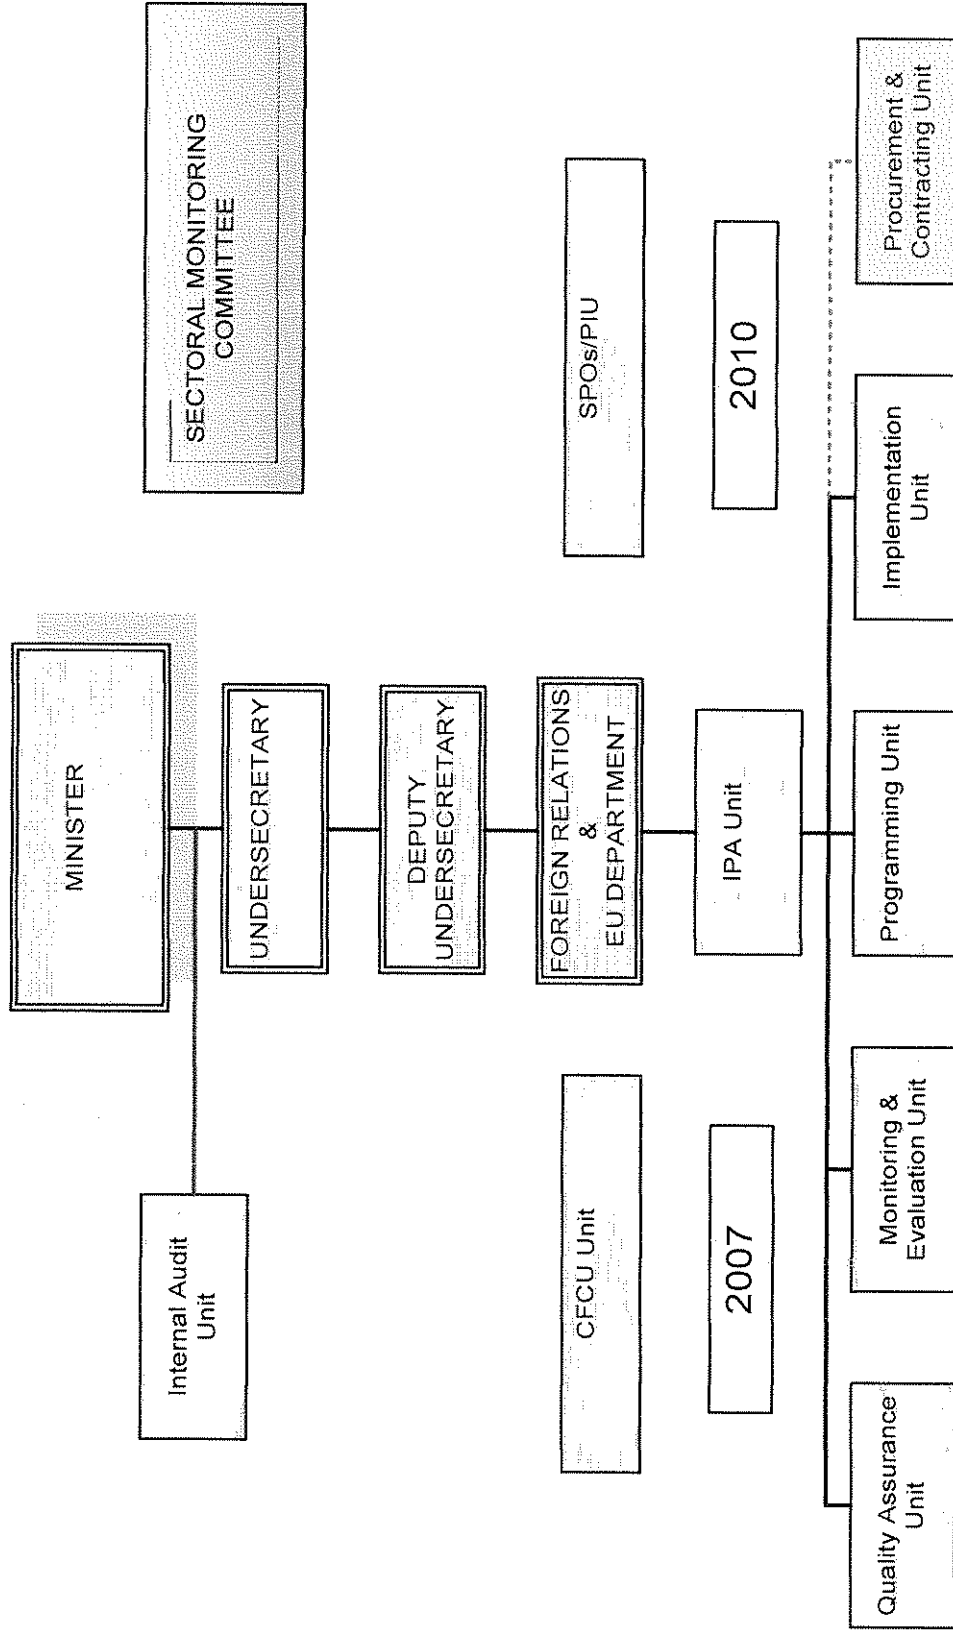 MINISTER
SECTORAL MONITORING
COMMITTEE
Internal Audit
Unit
UNDERSECRETARY
DEPUTY
UNDERSECRETARY
CFCU Unit
FOREIGN RELATIONS
&
EU DEPARTMENT
SPOs/PIU
2007
IPA Unit
2010
Quality Assurance
Unit
Monitoring &
Evaluation Unit
Programming Unit
Implementation
Unit
Procurement &
Contracting Unit